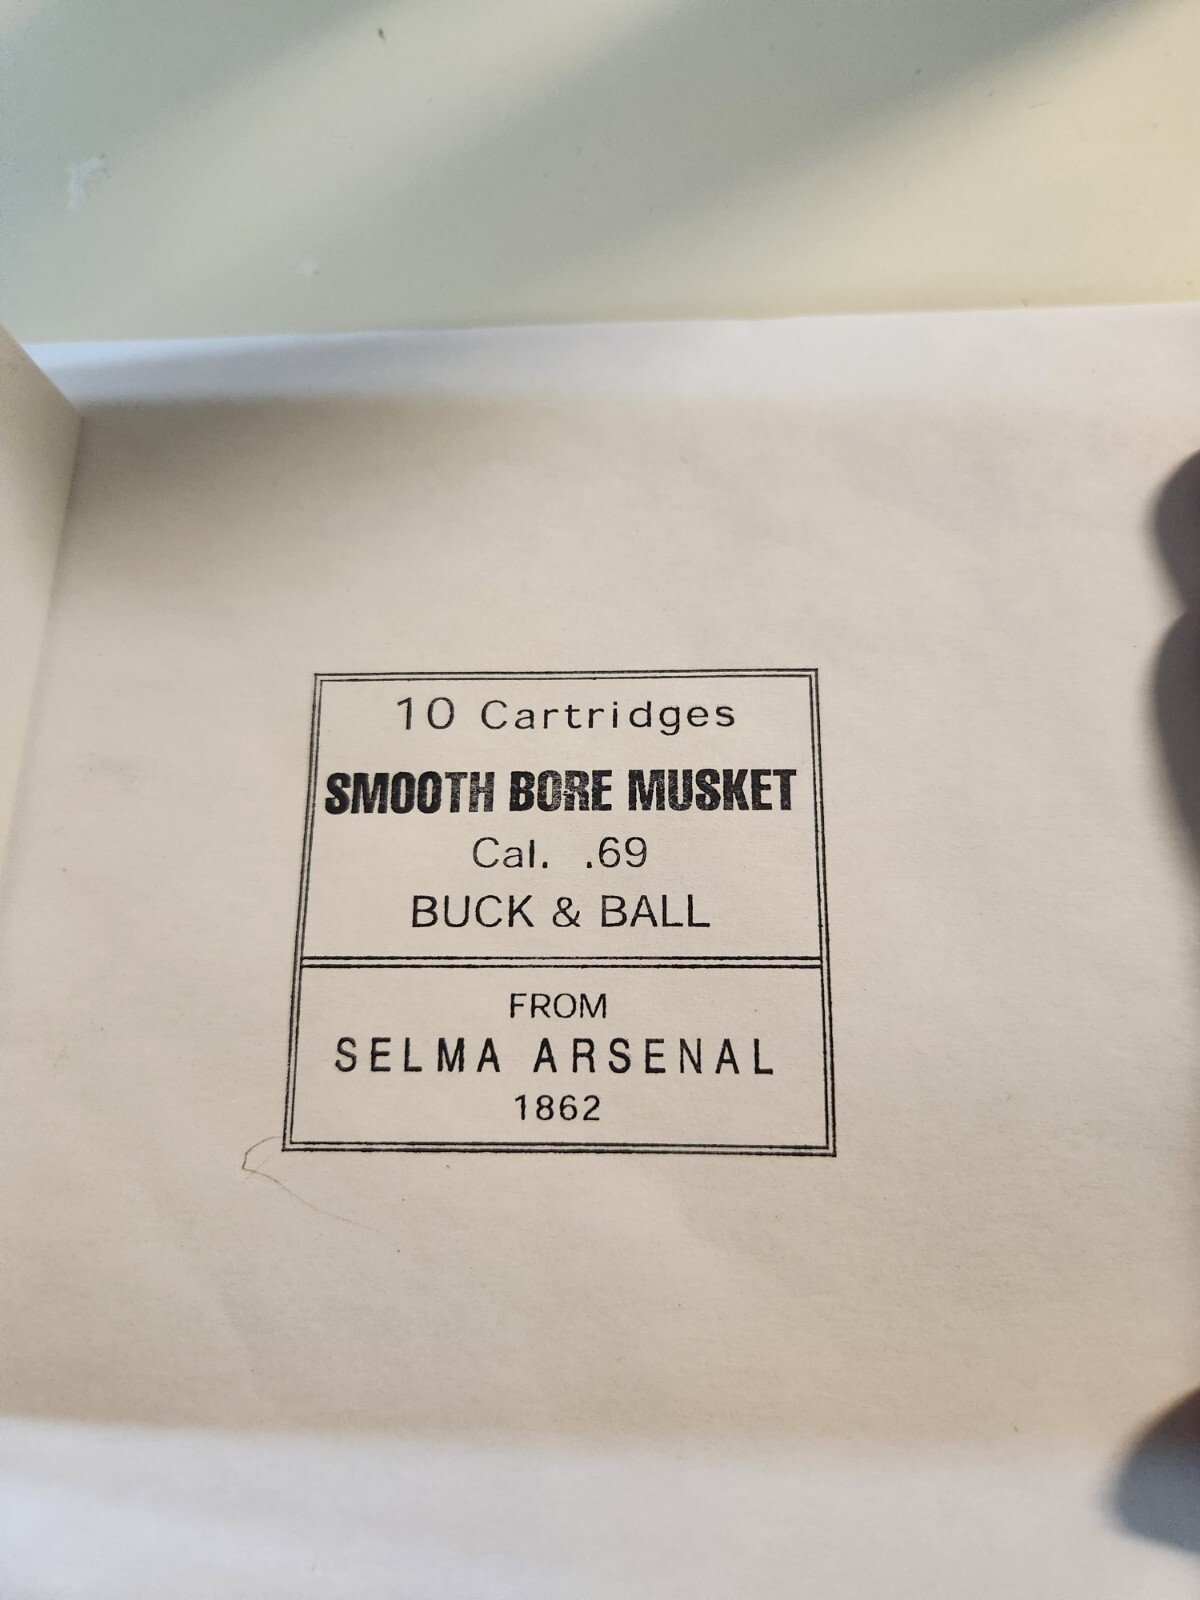 10 Cartridges
SMOOTH BORE MUSKET
Cal. .69
BUCK & BALL
FROM
SELMA ARSENAL
1862